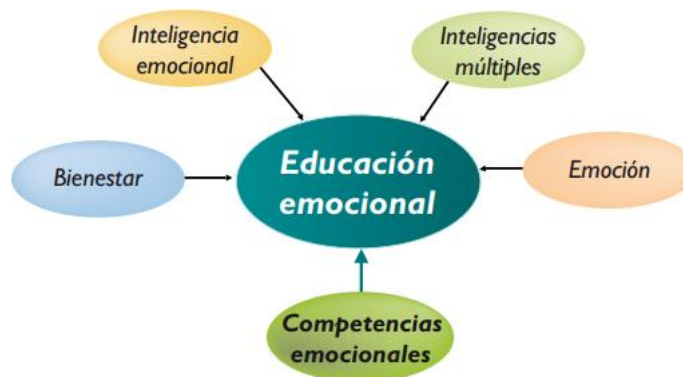 Inteligencia
emocional
Inteligencias
múltiples
Bienestar
Educación
emocional
Emoción
Competencias
emocionales